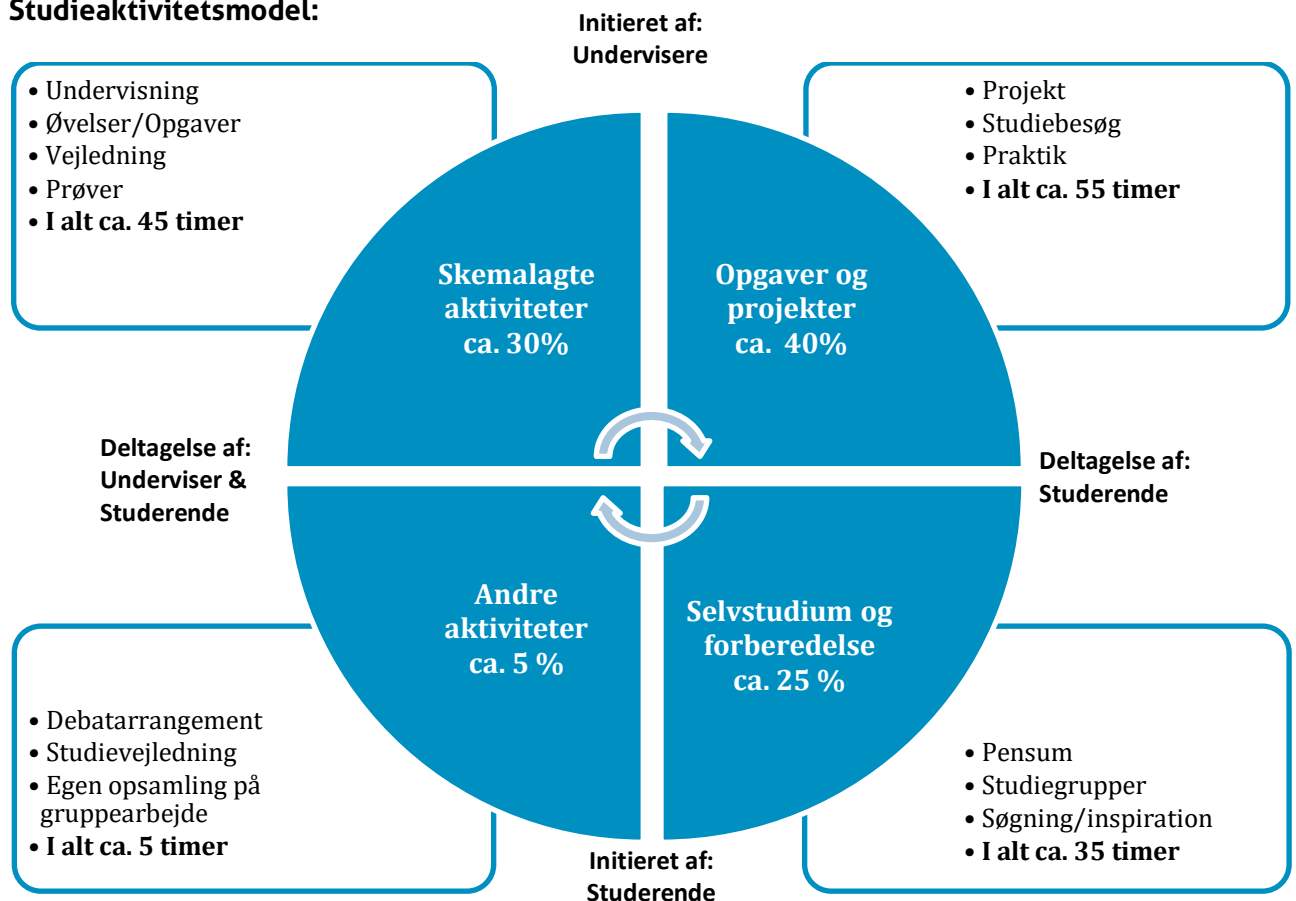 Studieaktivitetsmodel:
Initieret af:
Undervisere
• Undervisning
• Øvelser/Opgaver
• Vejledning
• Prøver
• I alt ca. 45 timer
• Projekt
• Studiebesøg
• Praktik
• I alt ca. 55 timer
Skemalagte
aktiviteter
ca. 30%
Opgaver og
projekter
ca. 40%
Deltagelse af:
Underviser &
Studerende
Deltagelse af:
Studerende
Andre
aktiviteter
ca. 5 %
Selvstudium og
forberedelse
ca. 25 %
• Debatarrangement
• Studievejledning
• Egen opsamling på
gruppearbejde
• I alt ca. 5 timer
• Pensum
• Studiegrupper
• Søgning/inspiration
• I alt ca. 35 timer
Initieret af:
Studerende